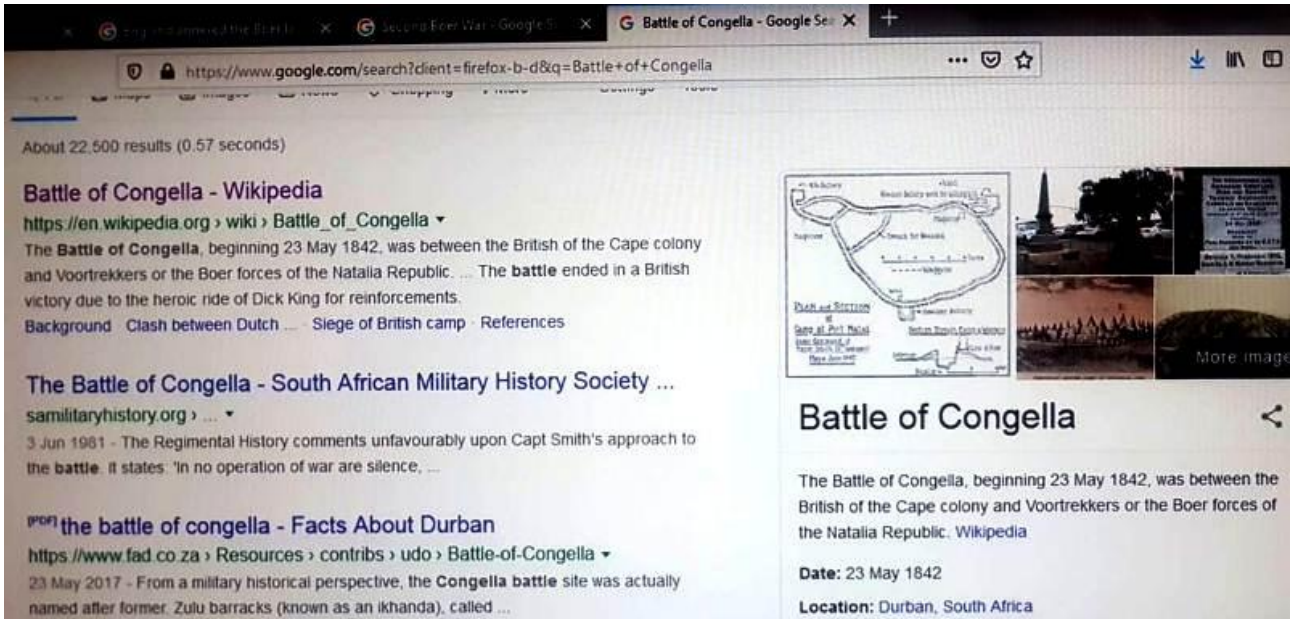 Second Boer War - Google S
Battle of Congella - Google Sea
https://www.google.com/search?client=firefox-b-d&q=Battle+of+Congella
About 22,500 results (0.57 seconds)
Battle of Congella - Wikipedia
https://en.wikipedia.org › wiki › Battle_of_Congella
The Battle of Congella, beginning 23 May 1842, was between the British of the Cape colony
and Voortrekkers or the Boer forces of the Natalia Republic. ... The battle ended in a British
victory due to the heroic ride of Dick King for reinforcements.
Background · Clash between Dutch ... · Siege of British camp · References
The Battle of Congella - South African Military History Society ...
samilitaryhistory.org › ...
3 Jun 1981 - The Regimental History comments unfavourably upon Capt Smith's approach to
the battle. It states: 'In no operation of war are silence, ...
[PDF] the battle of congella - Facts About Durban
https://www.fad.co.za › Resources › contribs › udo › Battle-of-Congella
23 May 2017 - From a military historical perspective, the Congella battle site was actually
named after former Zulu barracks (known as an ikhanda), called ...
PLAN and SECTION
of
Camp at Port Natal
More image
Battle of Congella
The Battle of Congella, beginning 23 May 1842, was between the
British of the Cape colony and Voortrekkers or the Boer forces of
the Natalia Republic. Wikipedia
Date: 23 May 1842
Location: Durban, South Africa